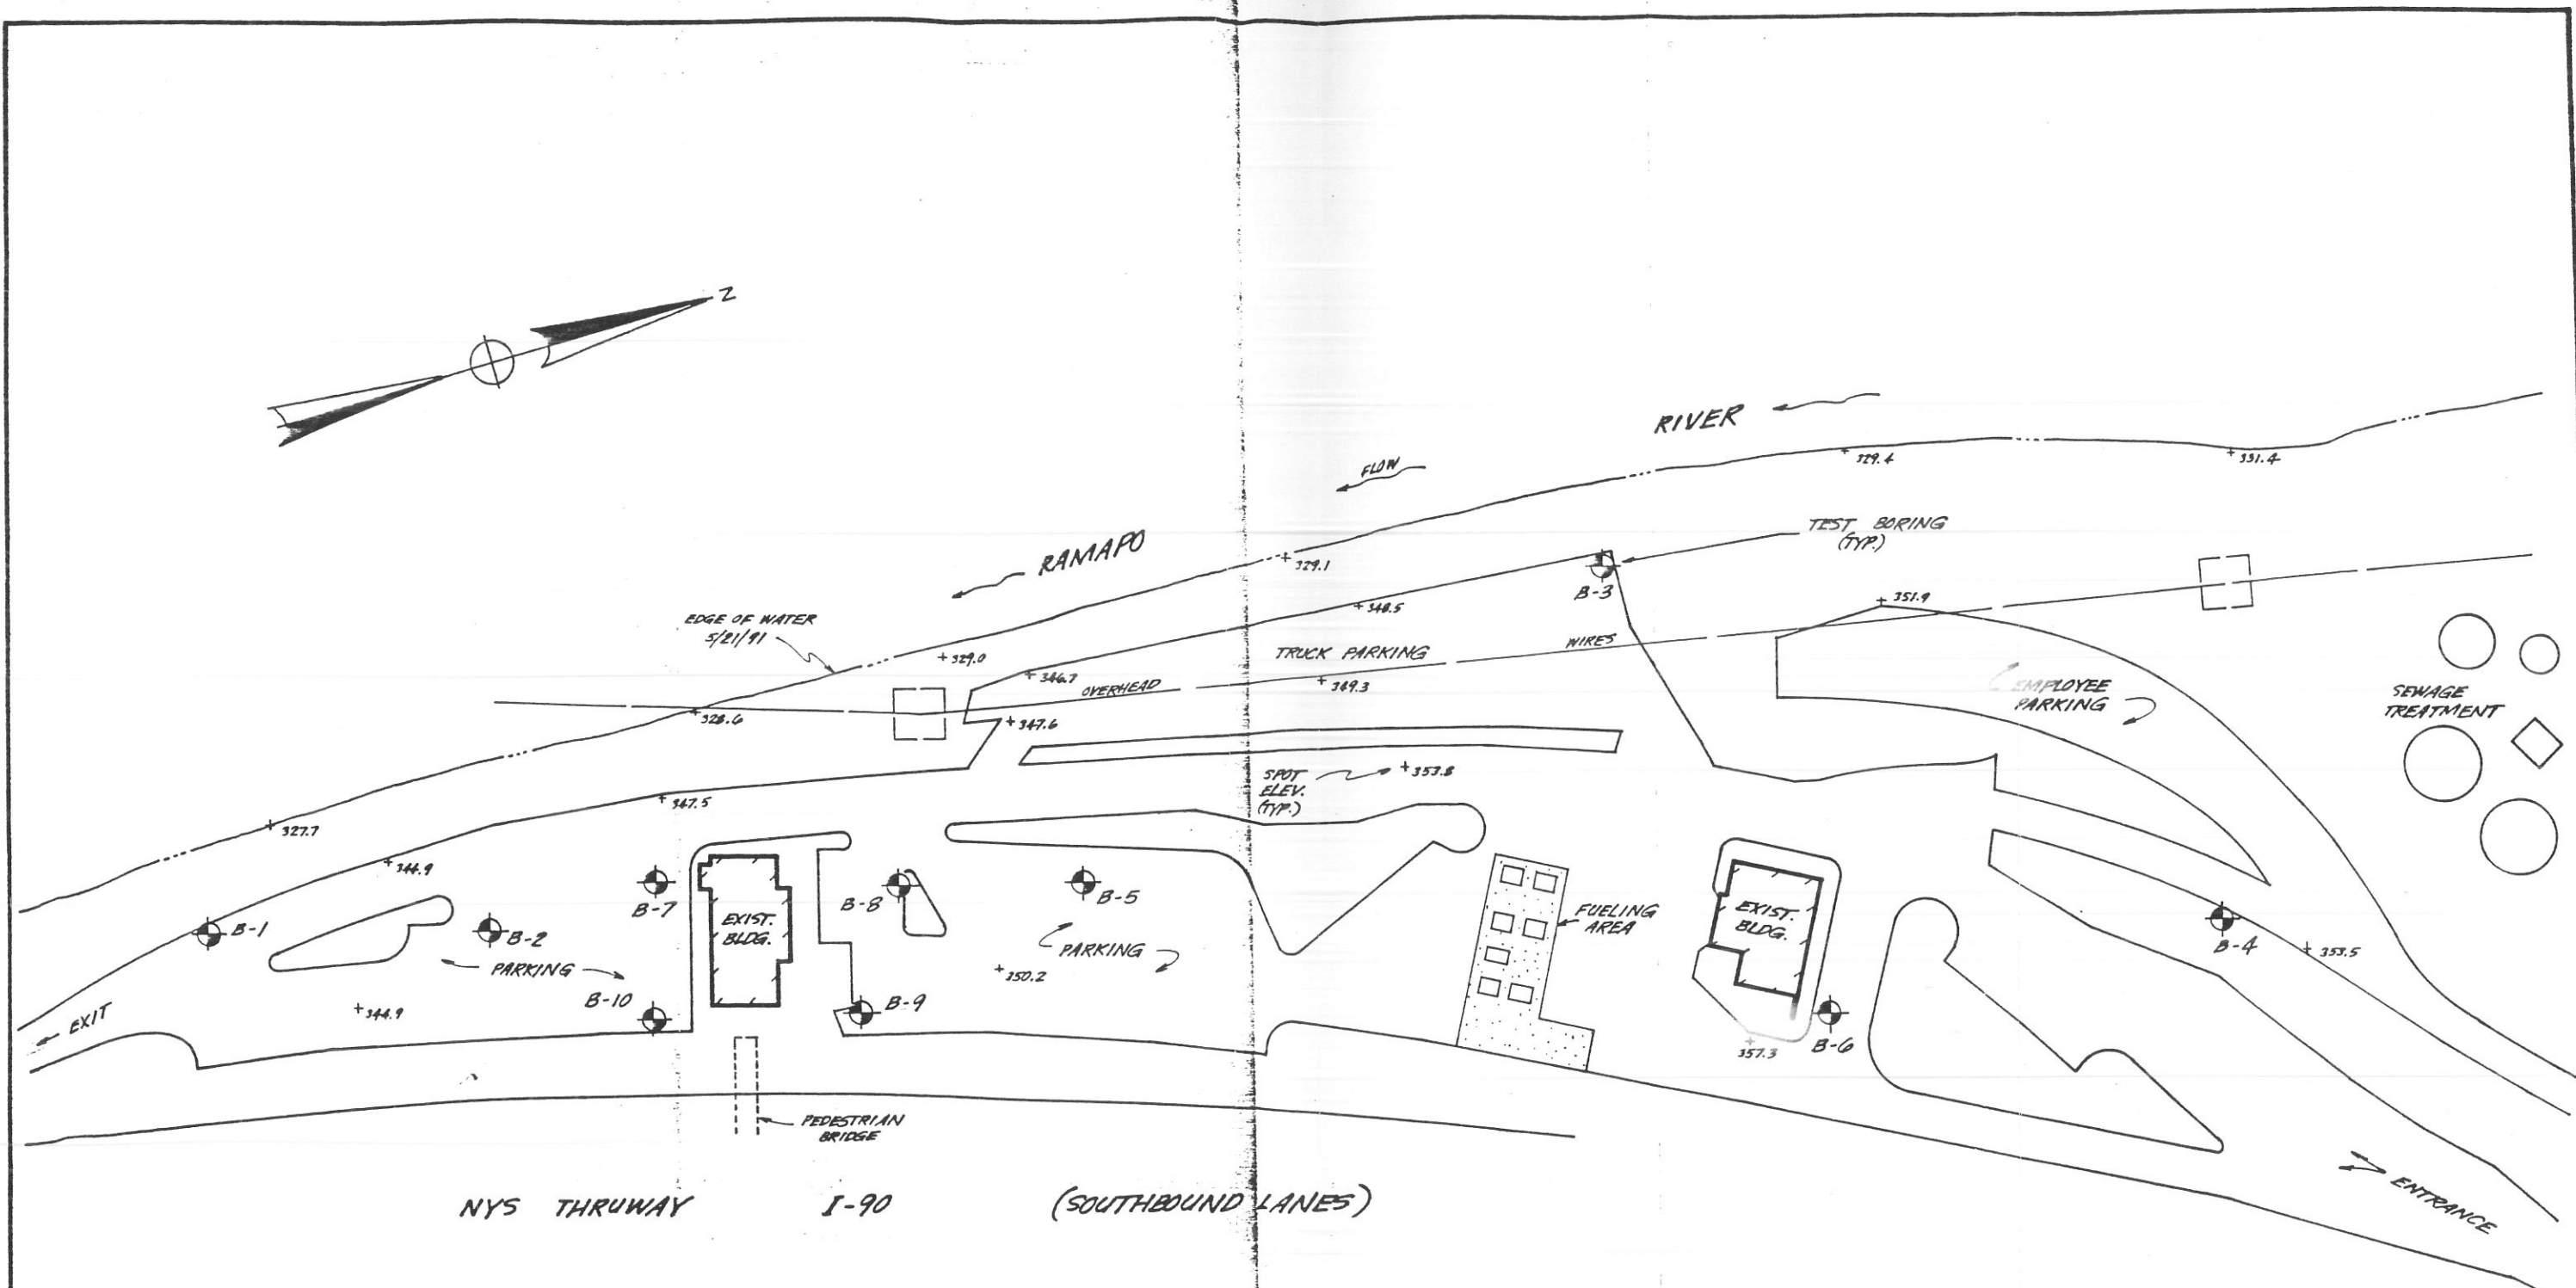 N
RIVER
329.4
331.4
FLOW
TEST BORING
(TYP.)
RAMAPO
329.1
B-3
351.9
348.5
EDGE OF WATER
5/21/91
WIRES
TRUCK PARKING
329.0
346.7
OVERHEAD
349.3
EMPLOYEE
PARKING
SEWAGE
TREATMENT
328.6
347.6
SPOT
ELEV.
(TYP.)
353.8
347.5
327.7
344.9
B-7
B-8
B-5
EXIST.
BLDG.
FUELING
AREA
EXIST.
BLDG.
B-1
B-2
PARKING
PARKING
B-4
353.5
350.2
B-10
B-9
344.9
EXIT
357.3
B-6
PEDESTRIAN
BRIDGE
ENTRANCE
NYS THRUWAY I-90 (SOUTHBOUND LANES)